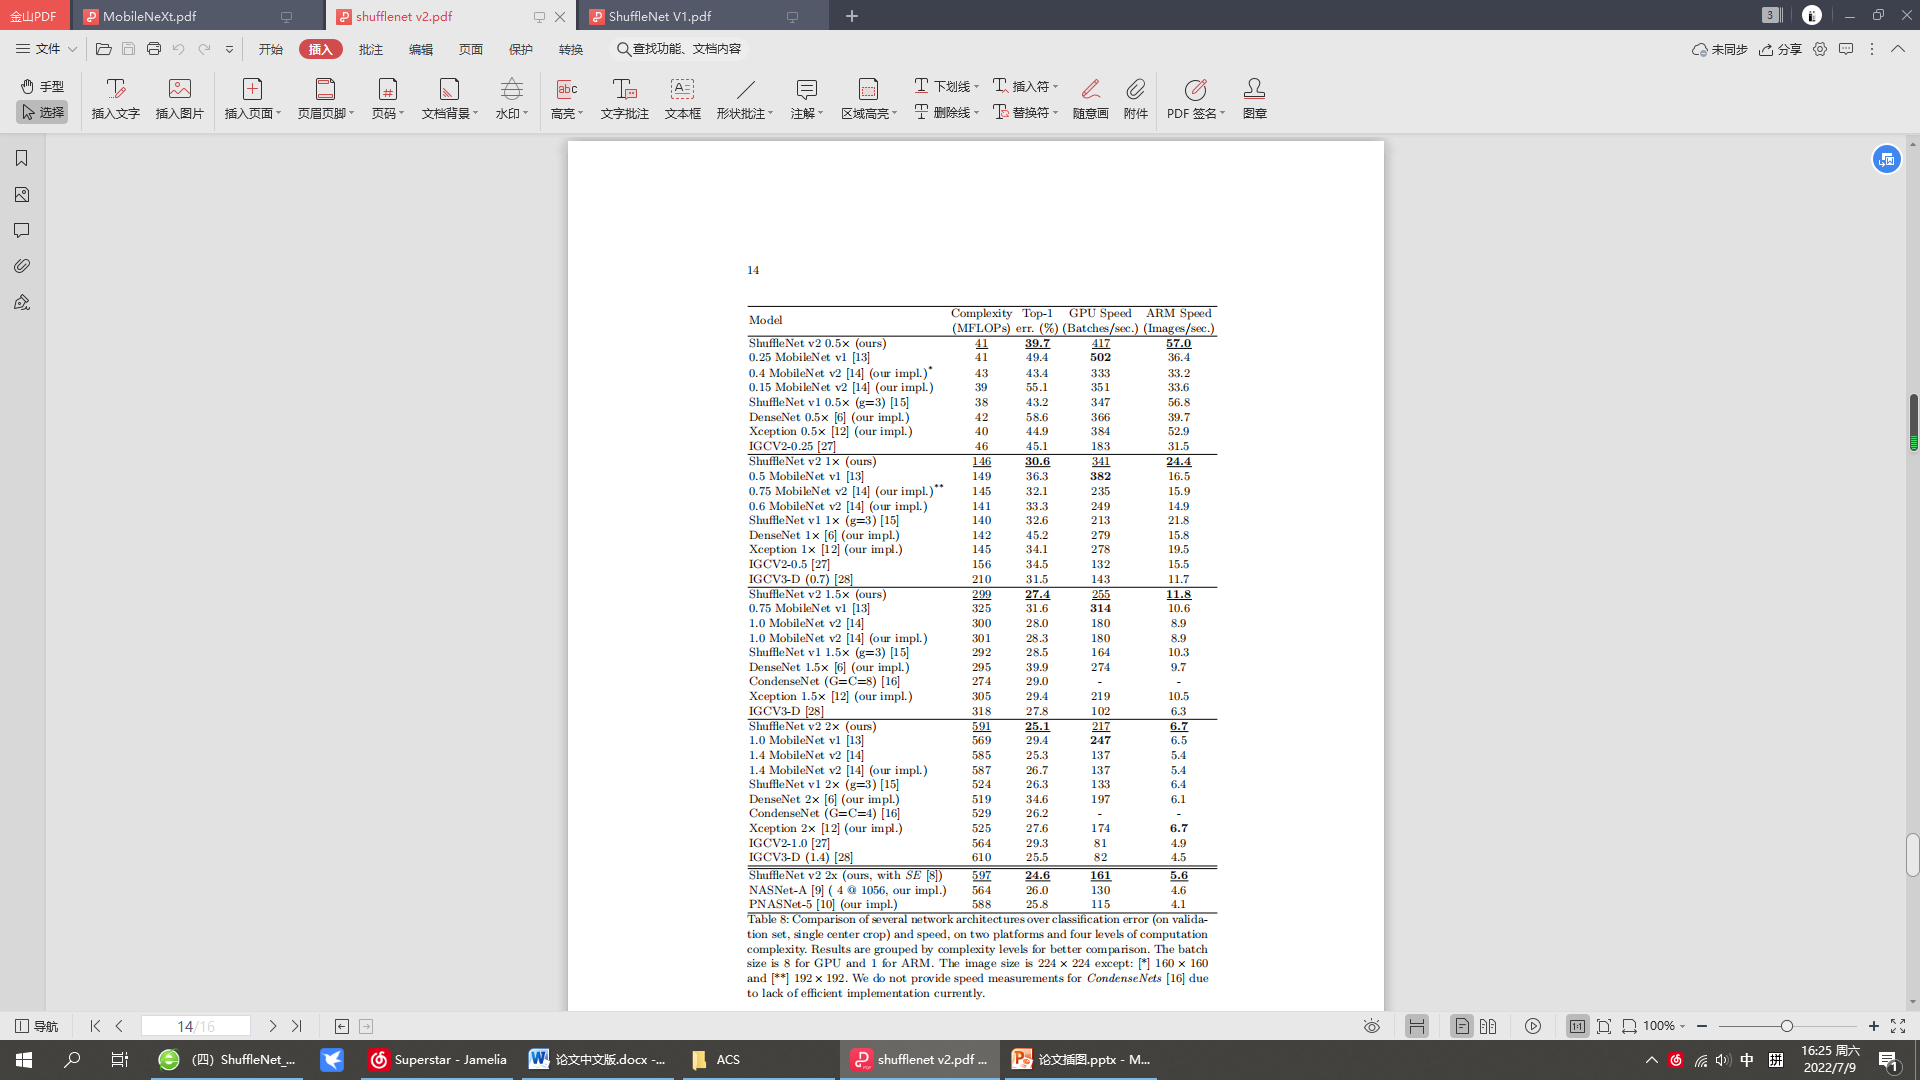 金山PDF MobileNeXt.pdf shufflenet v2.pdf ShuffleNet V1.pdf 3
文件 开始 插入 批注 编辑 页面 保护 转换 查找功能、文档内容 未同步 分享
手型 选择 插入文字 插入图片 插入页面 页眉页脚 页码 文档背景 水印 高亮 文字批注 文本框 形状批注 注解 区域高亮 下划线 删除线 插入符 替换符 随意画 附件 PDF 签名 图章
14
Model Complexity (MFLOPs) Top-1 err. (%) GPU Speed (Batches/sec.) ARM Speed (Images/sec.)
ShuffleNet v2 0.5× (ours) 41 39.7 417 57.0
0.25 MobileNet v1 [13] 41 49.4 502 36.4
0.4 MobileNet v2 [14] (our impl.)* 43 43.4 333 33.2
0.15 MobileNet v2 [14] (our impl.) 39 55.1 351 33.6
ShuffleNet v1 0.5× (g=3) [15] 38 43.2 347 56.8
DenseNet 0.5× [6] (our impl.) 42 58.6 366 39.7
Xception 0.5× [12] (our impl.) 40 44.9 384 52.9
IGCV2-0.25 [27] 46 45.1 183 31.5
ShuffleNet v2 1× (ours) 146 30.6 341 24.4
0.5 MobileNet v1 [13] 149 36.3 382 16.5
0.75 MobileNet v2 [14] (our impl.)** 145 32.1 235 15.9
0.6 MobileNet v2 [14] (our impl.) 141 33.3 249 14.9
ShuffleNet v1 1× (g=3) [15] 140 32.6 213 21.8
DenseNet 1× [6] (our impl.) 142 45.2 279 15.8
Xception 1× [12] (our impl.) 145 34.1 278 19.5
IGCV2-0.5 [27] 156 34.5 132 15.5
IGCV3-D (0.7) [28] 210 31.5 143 11.7
ShuffleNet v2 1.5× (ours) 299 27.4 255 11.8
0.75 MobileNet v1 [13] 325 31.6 314 10.6
1.0 MobileNet v2 [14] 300 28.0 180 8.9
1.0 MobileNet v2 [14] (our impl.) 301 28.3 180 8.9
ShuffleNet v1 1.5× (g=3) [15] 292 28.5 164 10.3
DenseNet 1.5× [6] (our impl.) 295 39.9 274 9.7
CondenseNet (G=C=8) [16] 274 29.0 - -
Xception 1.5× [12] (our impl.) 305 29.4 219 10.5
IGCV3-D [28] 318 27.8 102 6.3
ShuffleNet v2 2× (ours) 591 25.1 217 6.7
1.0 MobileNet v1 [13] 569 29.4 247 6.5
1.4 MobileNet v2 [14] 585 25.3 137 5.4
1.4 MobileNet v2 [14] (our impl.) 587 26.7 137 5.4
ShuffleNet v1 2× (g=3) [15] 524 26.3 133 6.4
DenseNet 2× [6] (our impl.) 519 34.6 197 6.1
CondenseNet (G=C=4) [16] 529 26.2 - -
Xception 2× [12] (our impl.) 525 27.6 174 6.7
IGCV2-1.0 [27] 564 29.3 81 4.9
IGCV3-D (1.4) [28] 610 25.5 82 4.5
ShuffleNet v2 2x (ours, with SE [8]) 597 24.6 161 5.6
NASNet-A [9] ( 4 @ 1056, our impl.) 564 26.0 130 4.6
PNASNet-5 [10] (our impl.) 588 25.8 115 4.1
Table 8: Comparison of several network architectures over classification error (on valida-
tion set, single center crop) and speed, on two platforms and four levels of computation
complexity. Results are grouped by complexity levels for better comparison. The batch
size is 8 for GPU and 1 for ARM. The image size is 224 × 224 except: [*] 160 × 160
and [**] 192 × 192. We do not provide speed measurements for CondenseNets [16] due
to lack of efficient implementation currently.
导航 14/16 1:1 100%
(四) ShuffleNet_... Superstar - Jamelia 论文中文版.docx -... ACS shufflenet v2.pdf ... 论文插图.pptx - M... 中 拼 16:25 周六
2022/7/9 1